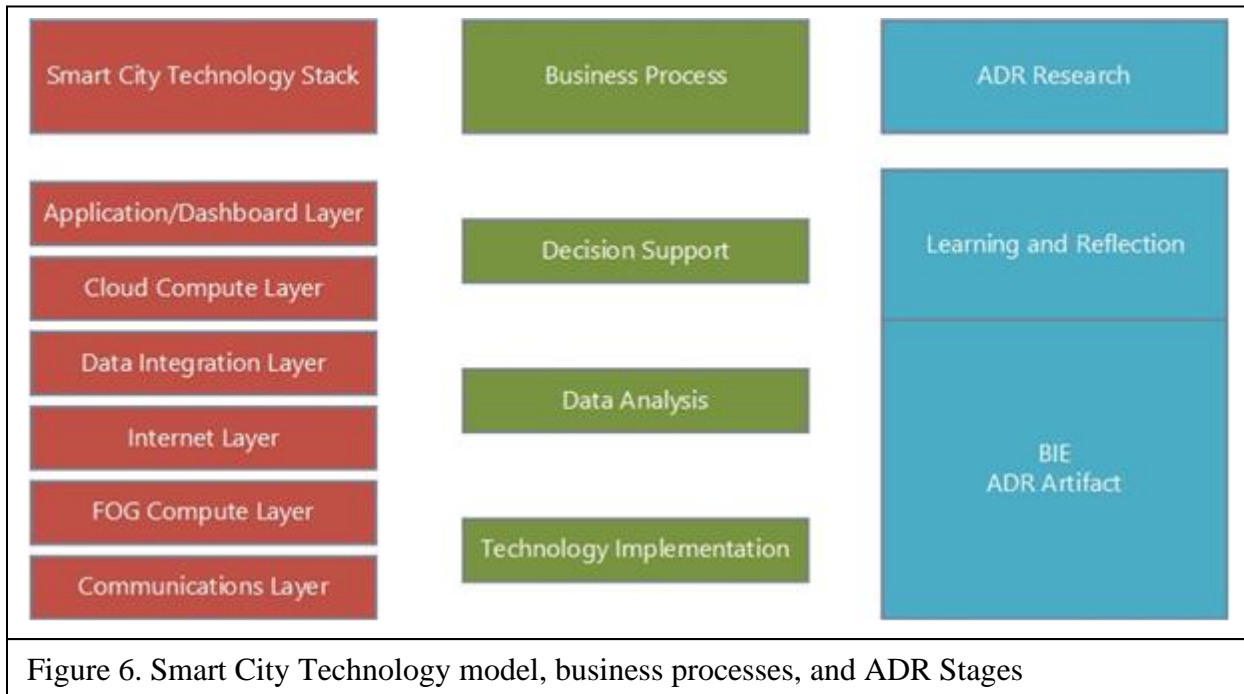 Smart City Technology Stack
Business Process
ADR Research
Application/Dashboard Layer
Cloud Compute Layer
Data Integration Layer
Internet Layer
FOG Compute Layer
Communications Layer
Decision Support
Data Analysis
Technology Implementation
Learning and Reflection
BIE
ADR Artifact
Figure 6. Smart City Technology model, business processes, and ADR Stages